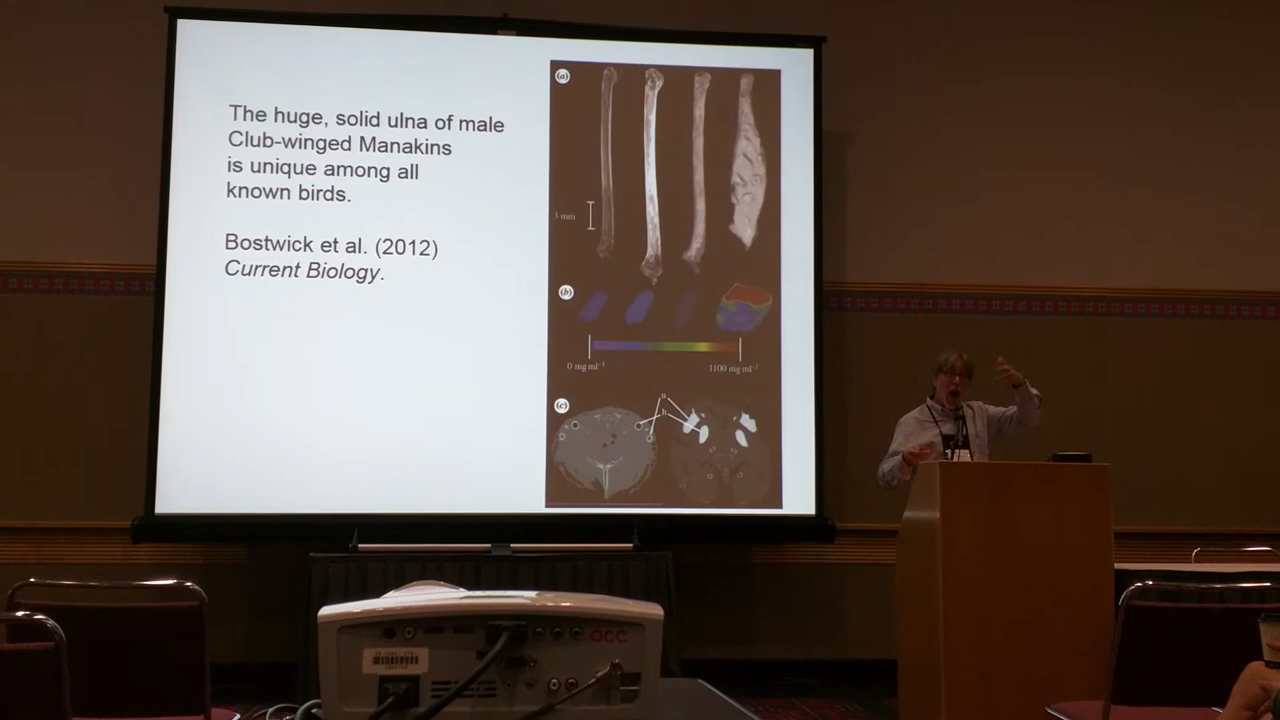 The huge, solid ulna of male
Club-winged Manakins
is unique among all
known birds.
Bostwick et al. (2012)
Current Biology.
(a)
3 mm
(b)
0 mg ml⁻¹
1100 mg ml⁻¹
(c)
u
h
OCC